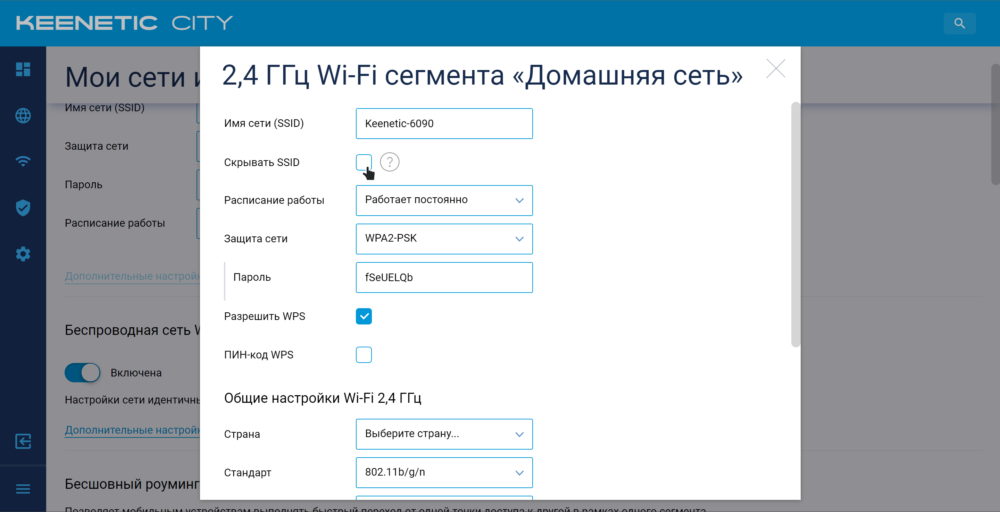 KEENETIC CITY
Мои сети и
2,4 ГГц Wi-Fi сегмента «Домашняя сеть»
Имя сети (SSID)
Защита сети
Пароль
Расписание работы
Дополнительные настройк
Беспроводная сеть W
Включена
Настройки сети идентичны
Дополнительные настройк
Бесшовный роуминг
Позволяет мобильным устройствам выполнять быстрый переход от одной точки доступа к другой в рамках одного сегмента
Имя сети (SSID)
Keenetic-6090
Скрывать SSID
?
Расписание работы
Работает постоянно
Защита сети
WPA2-PSK
Пароль
fSeUELQb
Разрешить WPS
ПИН-код WPS
Общие настройки Wi-Fi 2,4 ГГц
Страна
Выберите страну...
Стандарт
802.11b/g/n